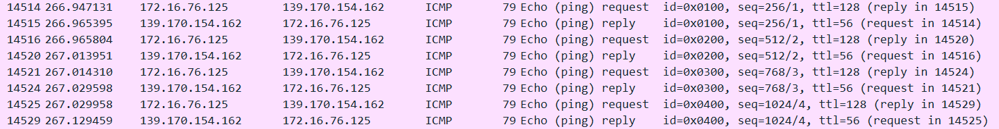 14514 266.947131 172.16.76.125 139.170.154.162 ICMP 79 Echo (ping) request id=0x0100, seq=256/1, ttl=128 (reply in 14515)
14515 266.965395 139.170.154.162 172.16.76.125 ICMP 79 Echo (ping) reply id=0x0100, seq=256/1, ttl=56 (request in 14514)
14516 266.965804 172.16.76.125 139.170.154.162 ICMP 79 Echo (ping) request id=0x0200, seq=512/2, ttl=128 (reply in 14520)
14520 267.013951 139.170.154.162 172.16.76.125 ICMP 79 Echo (ping) reply id=0x0200, seq=512/2, ttl=56 (request in 14516)
14521 267.014310 172.16.76.125 139.170.154.162 ICMP 79 Echo (ping) request id=0x0300, seq=768/3, ttl=128 (reply in 14524)
14524 267.029598 139.170.154.162 172.16.76.125 ICMP 79 Echo (ping) reply id=0x0300, seq=768/3, ttl=56 (request in 14521)
14525 267.029958 172.16.76.125 139.170.154.162 ICMP 79 Echo (ping) request id=0x0400, seq=1024/4, ttl=128 (reply in 14529)
14529 267.129459 139.170.154.162 172.16.76.125 ICMP 79 Echo (ping) reply id=0x0400, seq=1024/4, ttl=56 (request in 14525)